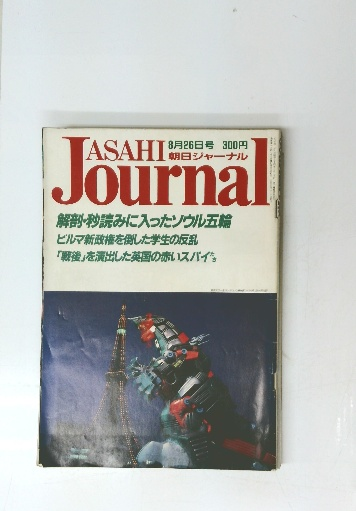 ASAHI 8月26日号 300円
朝日ジャーナル
Journal
解剖・秒読みに入ったソウル五輪
ビルマ新政権を倒した学生の反乱
「戦後」を演出した英国の赤いスパイたち